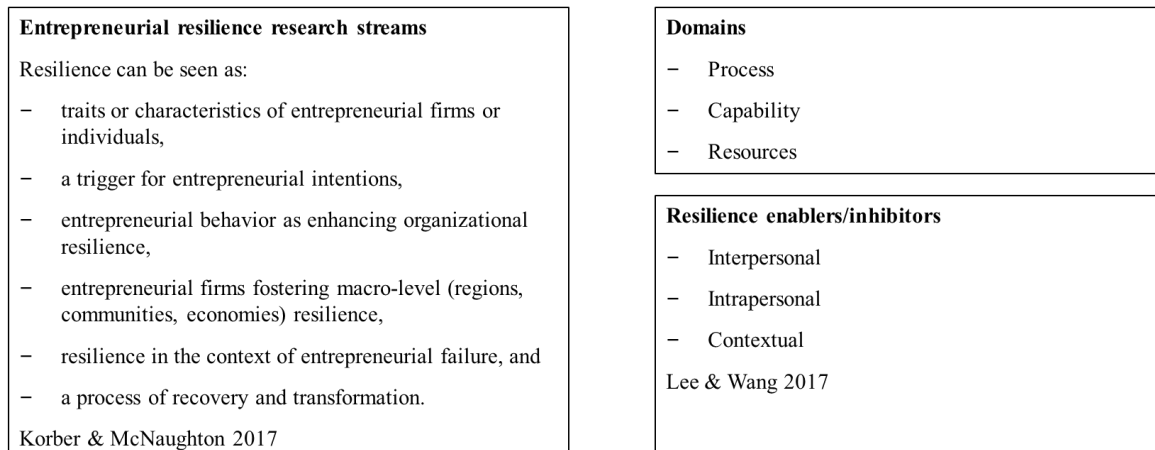 Entrepreneurial resilience research streams
Resilience can be seen as:
− traits or characteristics of entrepreneurial firms or
individuals,
− a trigger for entrepreneurial intentions,
− entrepreneurial behavior as enhancing organizational
resilience,
− entrepreneurial firms fostering macro-level (regions,
communities, economies) resilience,
− resilience in the context of entrepreneurial failure, and
− a process of recovery and transformation.
Korber & McNaughton 2017
Domains
− Process
− Capability
− Resources
Resilience enablers/inhibitors
− Interpersonal
− Intrapersonal
− Contextual
Lee & Wang 2017